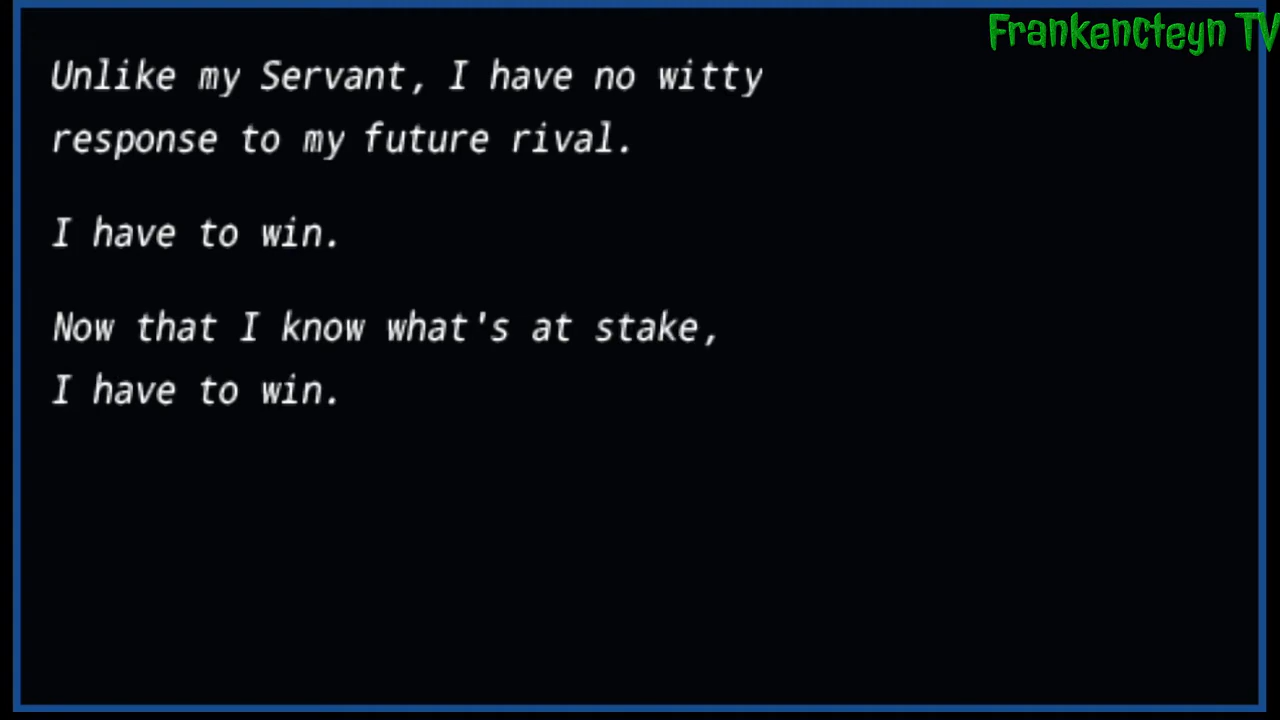 FrankenCteyn TV
Unlike my Servant, I have no witty
response to my future rival.
I have to win.
Now that I know what's at stake,
I have to win.